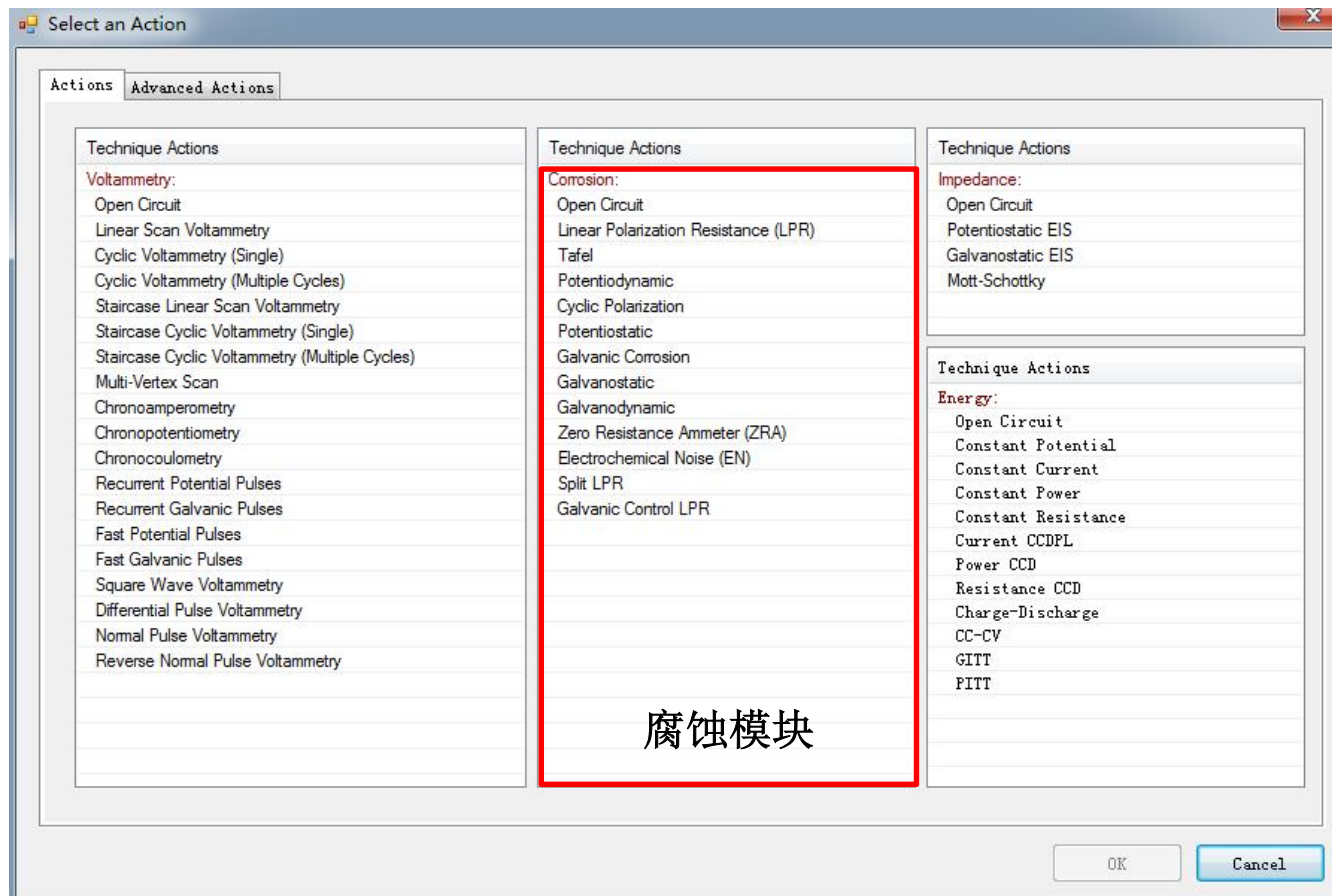 Select an Action
Actions
Advanced Actions
Technique Actions
Voltammetry:
Open Circuit
Linear Scan Voltammetry
Cyclic Voltammetry (Single)
Cyclic Voltammetry (Multiple Cycles)
Staircase Linear Scan Voltammetry
Staircase Cyclic Voltammetry (Single)
Staircase Cyclic Voltammetry (Multiple Cycles)
Multi-Vertex Scan
Chronoamperometry
Chronopotentiometry
Chronocoulometry
Recurrent Potential Pulses
Recurrent Galvanic Pulses
Fast Potential Pulses
Fast Galvanic Pulses
Square Wave Voltammetry
Differential Pulse Voltammetry
Normal Pulse Voltammetry
Reverse Normal Pulse Voltammetry
Technique Actions
Corrosion:
Open Circuit
Linear Polarization Resistance (LPR)
Tafel
Potentiodynamic
Cyclic Polarization
Potentiostatic
Galvanic Corrosion
Galvanostatic
Galvanodynamic
Zero Resistance Ammeter (ZRA)
Electrochemical Noise (EN)
Split LPR
Galvanic Control LPR
腐蚀模块
Technique Actions
Impedance:
Open Circuit
Potentiostatic EIS
Galvanostatic EIS
Mott-Schottky
Technique Actions
Energy:
Open Circuit
Constant Potential
Constant Current
Constant Power
Constant Resistance
Current CCDPL
Power CCD
Resistance CCD
Charge-Discharge
CC-CV
GITT
PITT
OK
Cancel